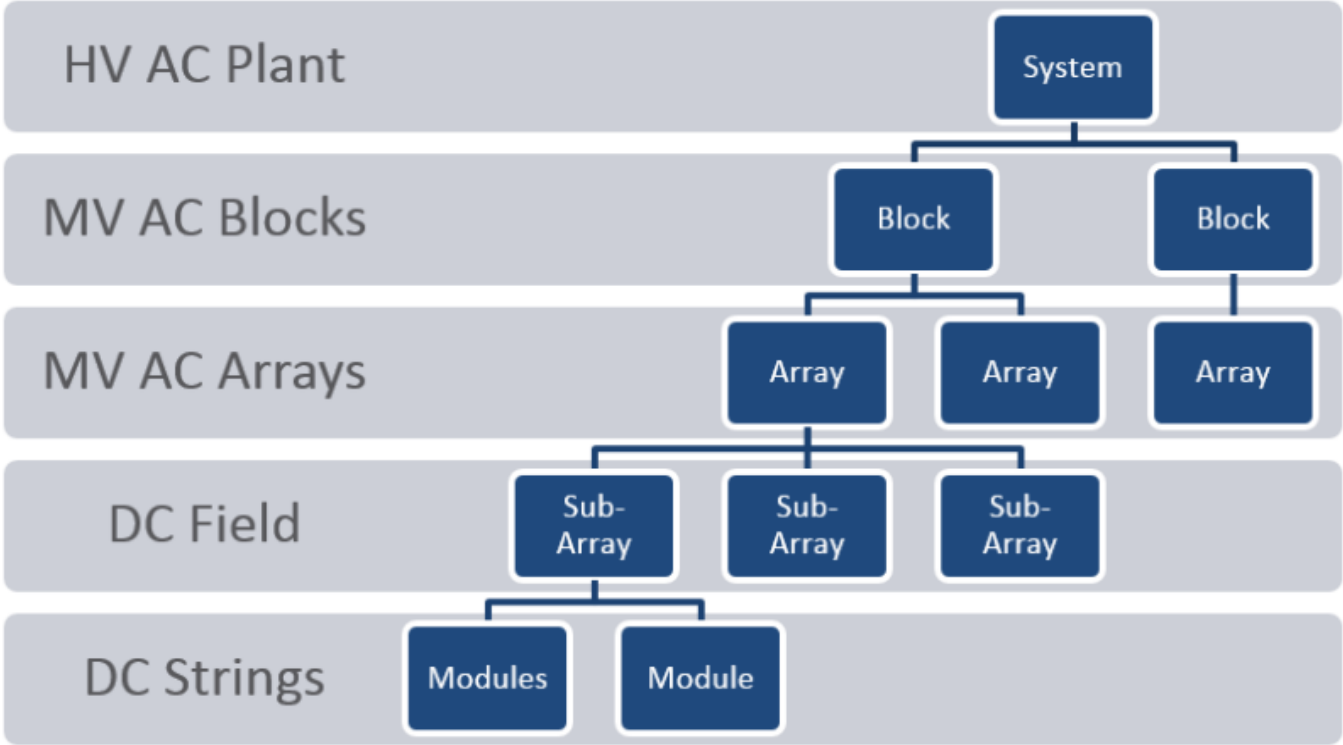 HV AC Plant
System
MV AC Blocks
Block
Block
MV AC Arrays
Array
Array
Array
DC Field
Sub-
Array
Sub-
Array
Sub-
Array
DC Strings
Modules
Module